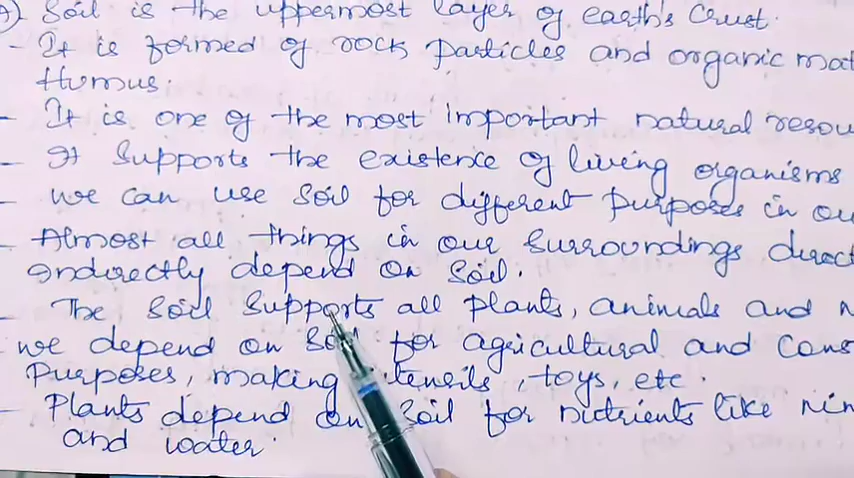 A) Soil is the uppermost layer of earth's crust.
- It is formed of rock particles and organic mat
Humus.
- It is one of the most important natural resou
- It supports the existence of living organisms
- we can use soil for different purposes in ou
- Almost all things in our surroundings direct
indirectly depend on soil.
- The soil supports all plants, animals and
we depend on soil for agricultural and cons
Purposes, making utensils, toys, etc.
- Plants depend on soil for nutrients like
and water.